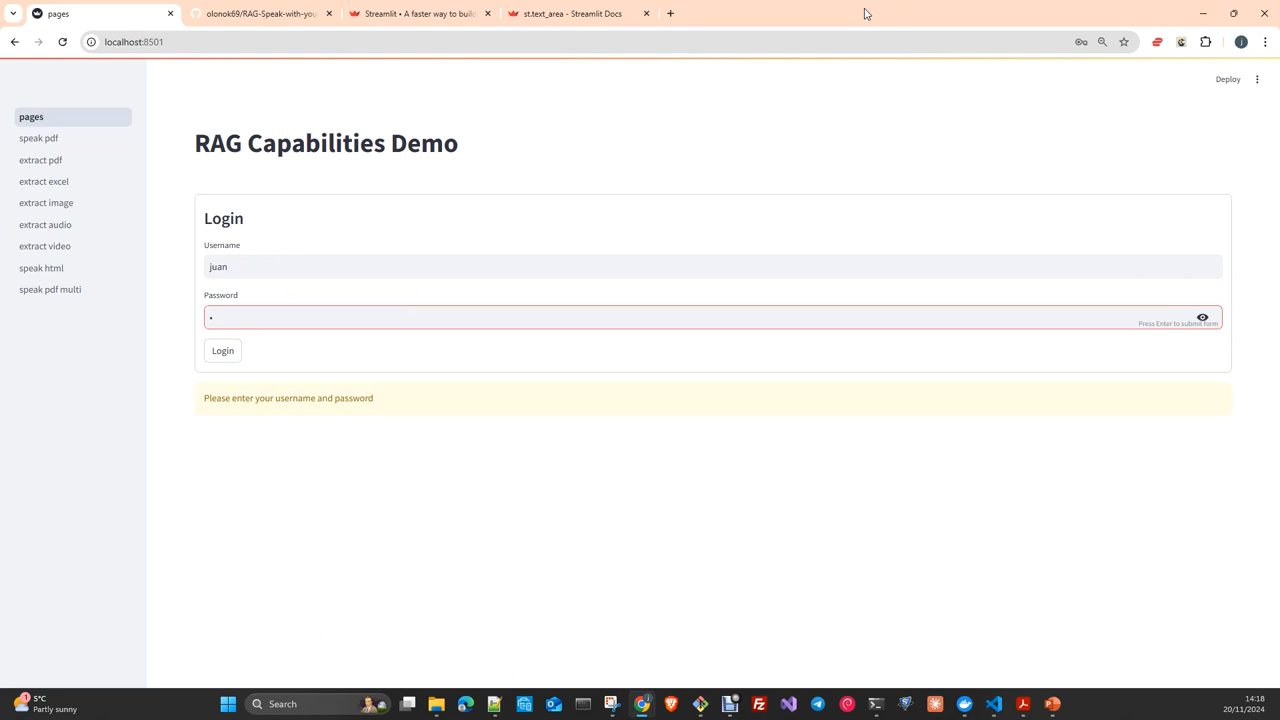 pages
olonok69/RAG-Speak-with-you
Streamlit • A faster way to build
st.text_area - Streamlit Docs
localhost:8501
Deploy
pages
speak pdf
extract pdf
extract excel
extract image
extract audio
extract video
speak html
speak pdf multi
RAG Capabilities Demo
Login
Username
juan
Password
•
Press Enter to submit form
Login
Please enter your username and password
1
5°C
Partly sunny
Search
14:18
20/11/2024